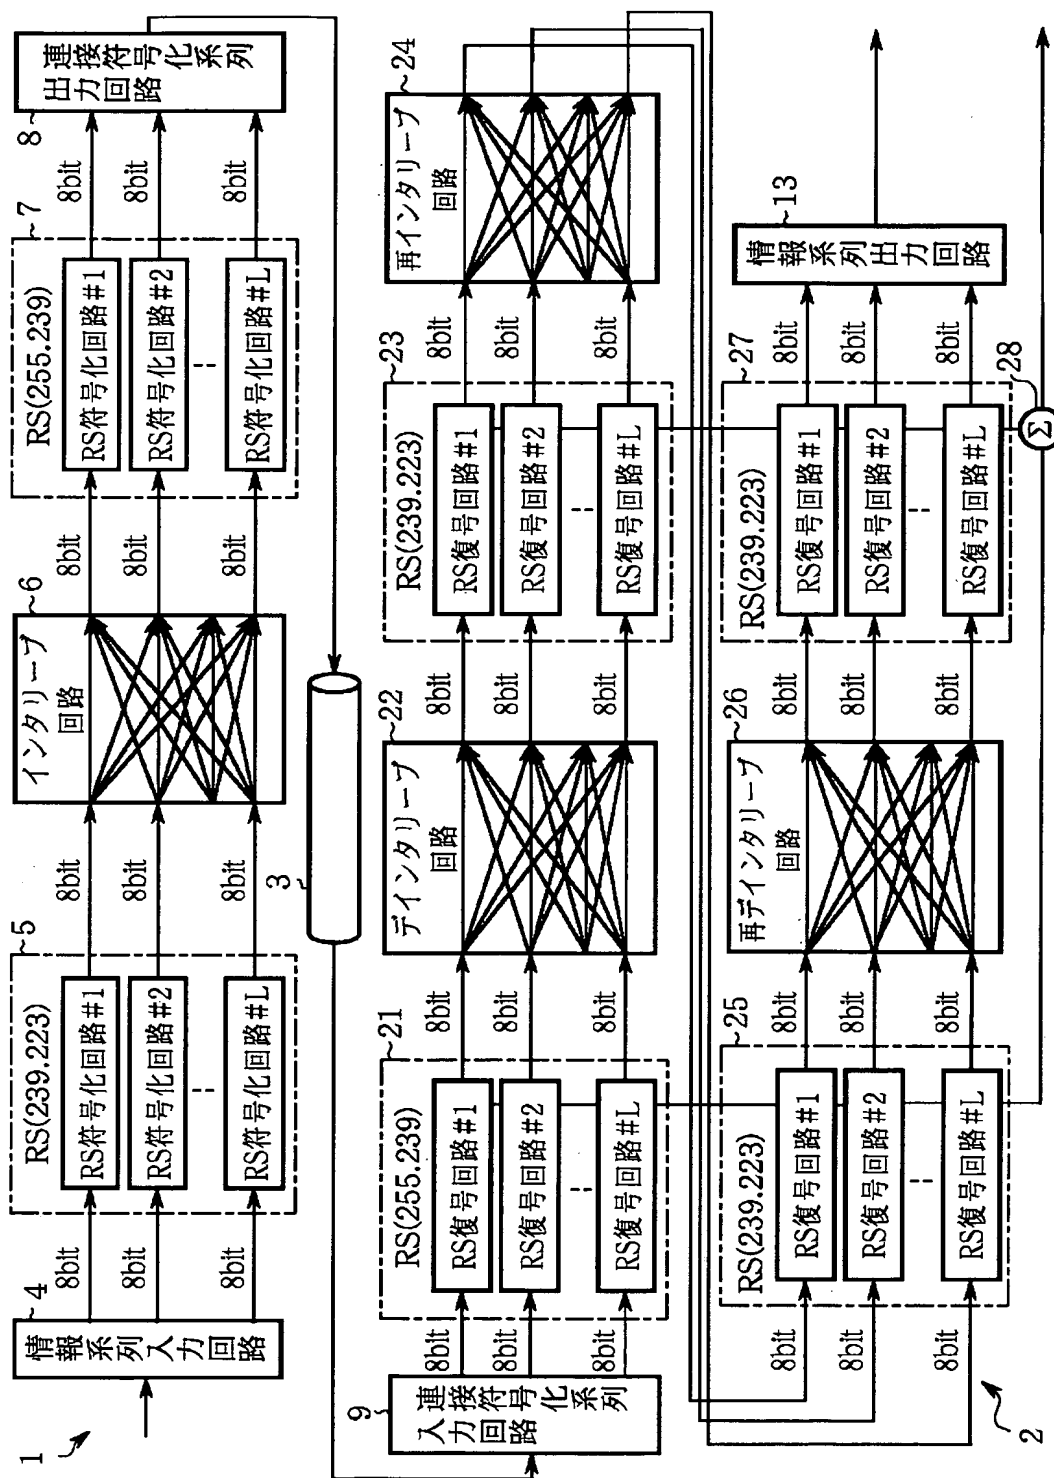 1
情報系列入力回路
4
8bit
8bit
8bit
RS(239.223)
5
RS符号化回路#1
RS符号化回路#2
RS符号化回路#L
8bit
8bit
8bit
インタリーブ
回路
6
8bit
8bit
8bit
RS(255.239)
7
RS符号化回路#1
RS符号化回路#2
RS符号化回路#L
8bit
8bit
8bit
連接符号化系列
出力回路
8
3
連接符号化系列
入力回路
9
8bit
8bit
8bit
RS(255.239)
21
RS復号回路#1
RS復号回路#2
RS復号回路#L
8bit
8bit
8bit
デインタリーブ
回路
22
8bit
8bit
8bit
RS(239.223)
23
RS復号回路#1
RS復号回路#2
RS復号回路#L
8bit
8bit
8bit
再インタリーブ
回路
24
2
8bit
8bit
8bit
RS(239.223)
25
RS復号回路#1
RS復号回路#2
RS復号回路#L
8bit
8bit
8bit
再デインタリーブ
回路
26
8bit
8bit
8bit
RS(239.223)
27
RS復号回路#1
RS復号回路#2
RS復号回路#L
8bit
8bit
8bit
情報系列出力回路
13
Σ
28